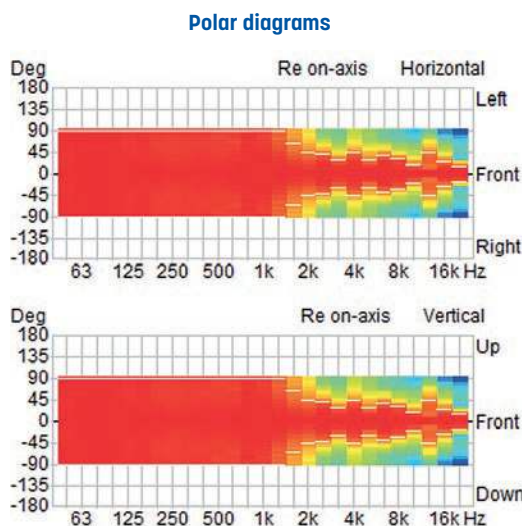 Polar diagrams
Deg Re on-axis Horizontal
180
135
90
45
0
-45
-90
-135
-180
Left
Front
Right
63 125 250 500 1k 2k 4k 8k 16k Hz
Deg Re on-axis Vertical
180
135
90
45
0
-45
-90
-135
-180
Up
Front
Down
63 125 250 500 1k 2k 4k 8k 16k Hz